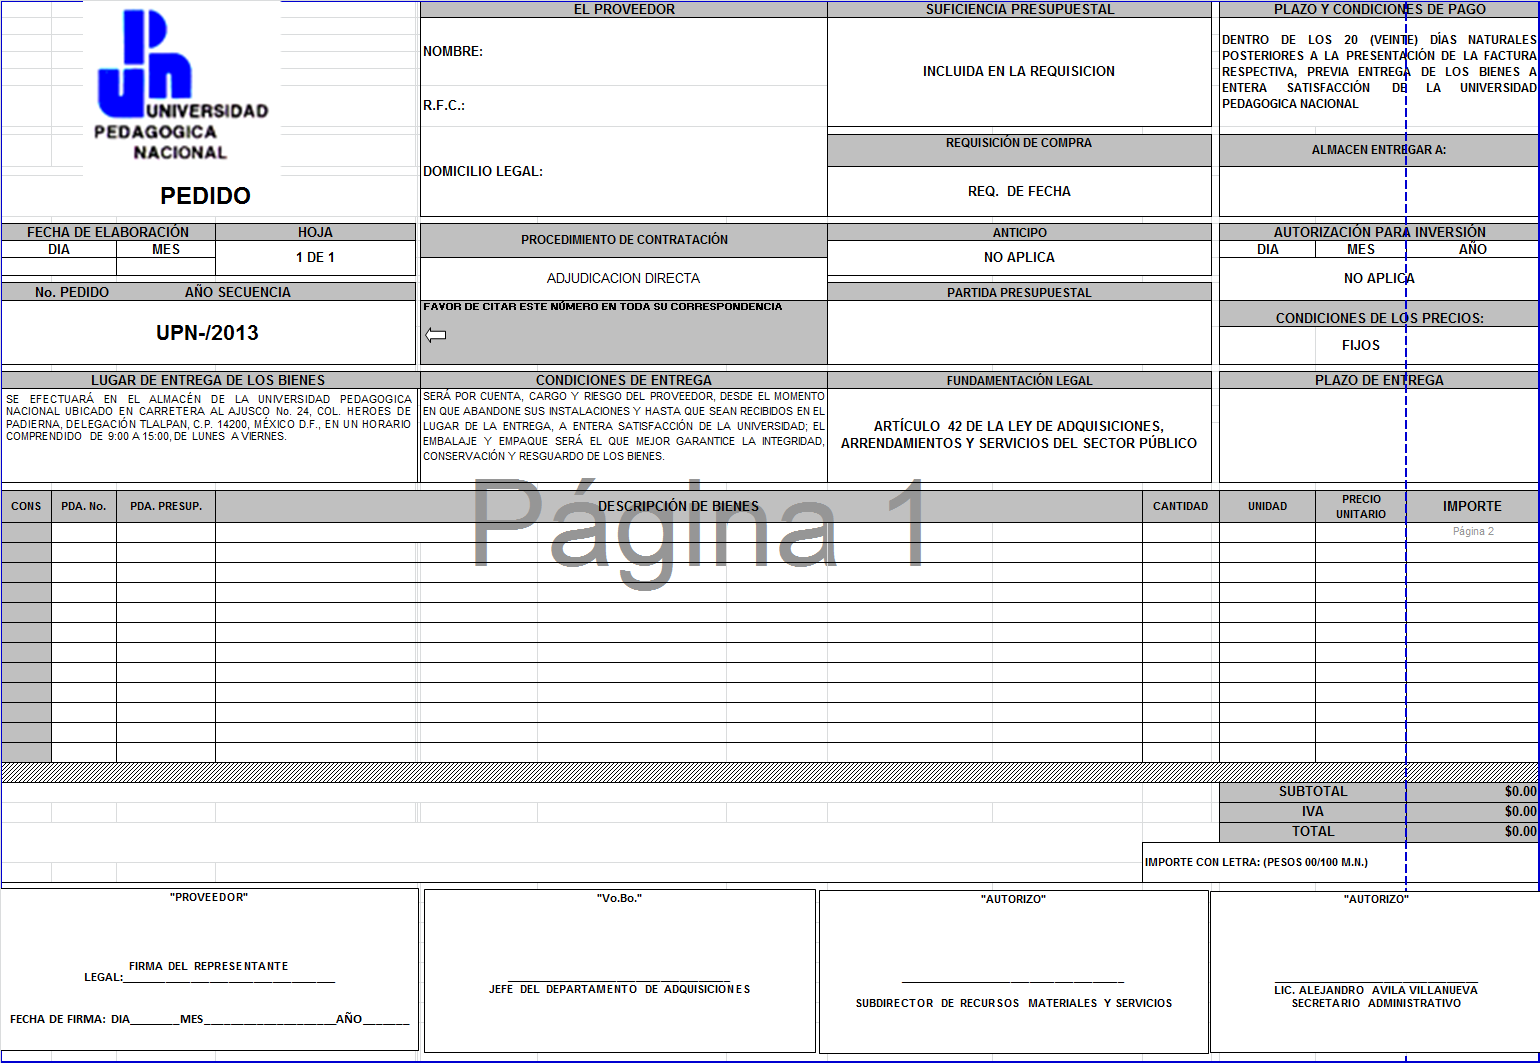 UNIVERSIDAD
PEDAGOGICA
NACIONAL
PEDIDO
EL PROVEEDOR
NOMBRE:
R.F.C.:
DOMICILIO LEGAL:
SUFICIENCIA PRESUPUESTAL
INCLUIDA EN LA REQUISICION
REQUISICIÓN DE COMPRA
REQ. DE FECHA
PLAZO Y CONDICIONES DE PAGO
DENTRO DE LOS 20 (VEINTE) DÍAS NATURALES
POSTERIORES A LA PRESENTACIÓN DE LA FACTURA
RESPECTIVA, PREVIA ENTREGA DE LOS BIENES A
ENTERA SATISFACCIÓN DE LA UNIVERSIDAD
PEDAGOGICA NACIONAL
ALMACEN ENTREGAR A:
FECHA DE ELABORACIÓN
HOJA
DIA MES
1 DE 1
PROCEDIMIENTO DE CONTRATACIÓN
ADJUDICACION DIRECTA
ANTICIPO
NO APLICA
AUTORIZACIÓN PARA INVERSIÓN
DIA MES AÑO
NO APLICA
No. PEDIDO AÑO SECUENCIA
UPN-/2013
FAVOR DE CITAR ESTE NÚMERO EN TODA SU CORRESPONDENCIA
PARTIDA PRESUPUESTAL
CONDICIONES DE LOS PRECIOS:
FIJOS
LUGAR DE ENTREGA DE LOS BIENES
SE EFECTUARÁ EN EL ALMACÉN DE LA UNIVERSIDAD PEDAGOGICA
NACIONAL UBICADO EN CARRETERA AL AJUSCO No. 24, COL. HEROES DE
PADIERNA, DELEGACIÓN TLALPAN, C.P. 14200, MÉXICO D.F., EN UN HORARIO
COMPRENDIDO DE 9:00 A 15:00, DE LUNES A VIERNES.
CONDICIONES DE ENTREGA
SERÁ POR CUENTA, CARGO Y RIESGO DEL PROVEEDOR, DESDE EL MOMENTO
EN QUE ABANDONE SUS INSTALACIONES Y HASTA QUE SEAN RECIBIDOS EN EL
LUGAR DE LA ENTREGA, A ENTERA SATISFACCIÓN DE LA UNIVERSIDAD; EL
EMBALAJE Y EMPAQUE SERÁ EL QUE MEJOR GARANTICE LA INTEGRIDAD,
CONSERVACIÓN Y RESGUARDO DE LOS BIENES.
FUNDAMENTACIÓN LEGAL
ARTÍCULO 42 DE LA LEY DE ADQUISICIONES,
ARRENDAMIENTOS Y SERVICIOS DEL SECTOR PÚBLICO
PLAZO DE ENTREGA
CONS PDA. No. PDA. PRESUP. DESCRIPCIÓN DE BIENES CANTIDAD UNIDAD PRECIO UNITARIO IMPORTE
Página 1
Página 2
SUBTOTAL $0.00
IVA $0.00
TOTAL $0.00
IMPORTE CON LETRA: (PESOS 00/100 M.N.)
"PROVEEDOR"
FIRMA DEL REPRESENTANTE
LEGAL:
FECHA DE FIRMA: DIA________MES____________________AÑO_______
"Vo.Bo."
JEFE DEL DEPARTAMENTO DE ADQUISICIONES
"AUTORIZO"
SUBDIRECTOR DE RECURSOS MATERIALES Y SERVICIOS
"AUTORIZO"
LIC. ALEJANDRO AVILA VILLANUEVA
SECRETARIO ADMINISTRATIVO